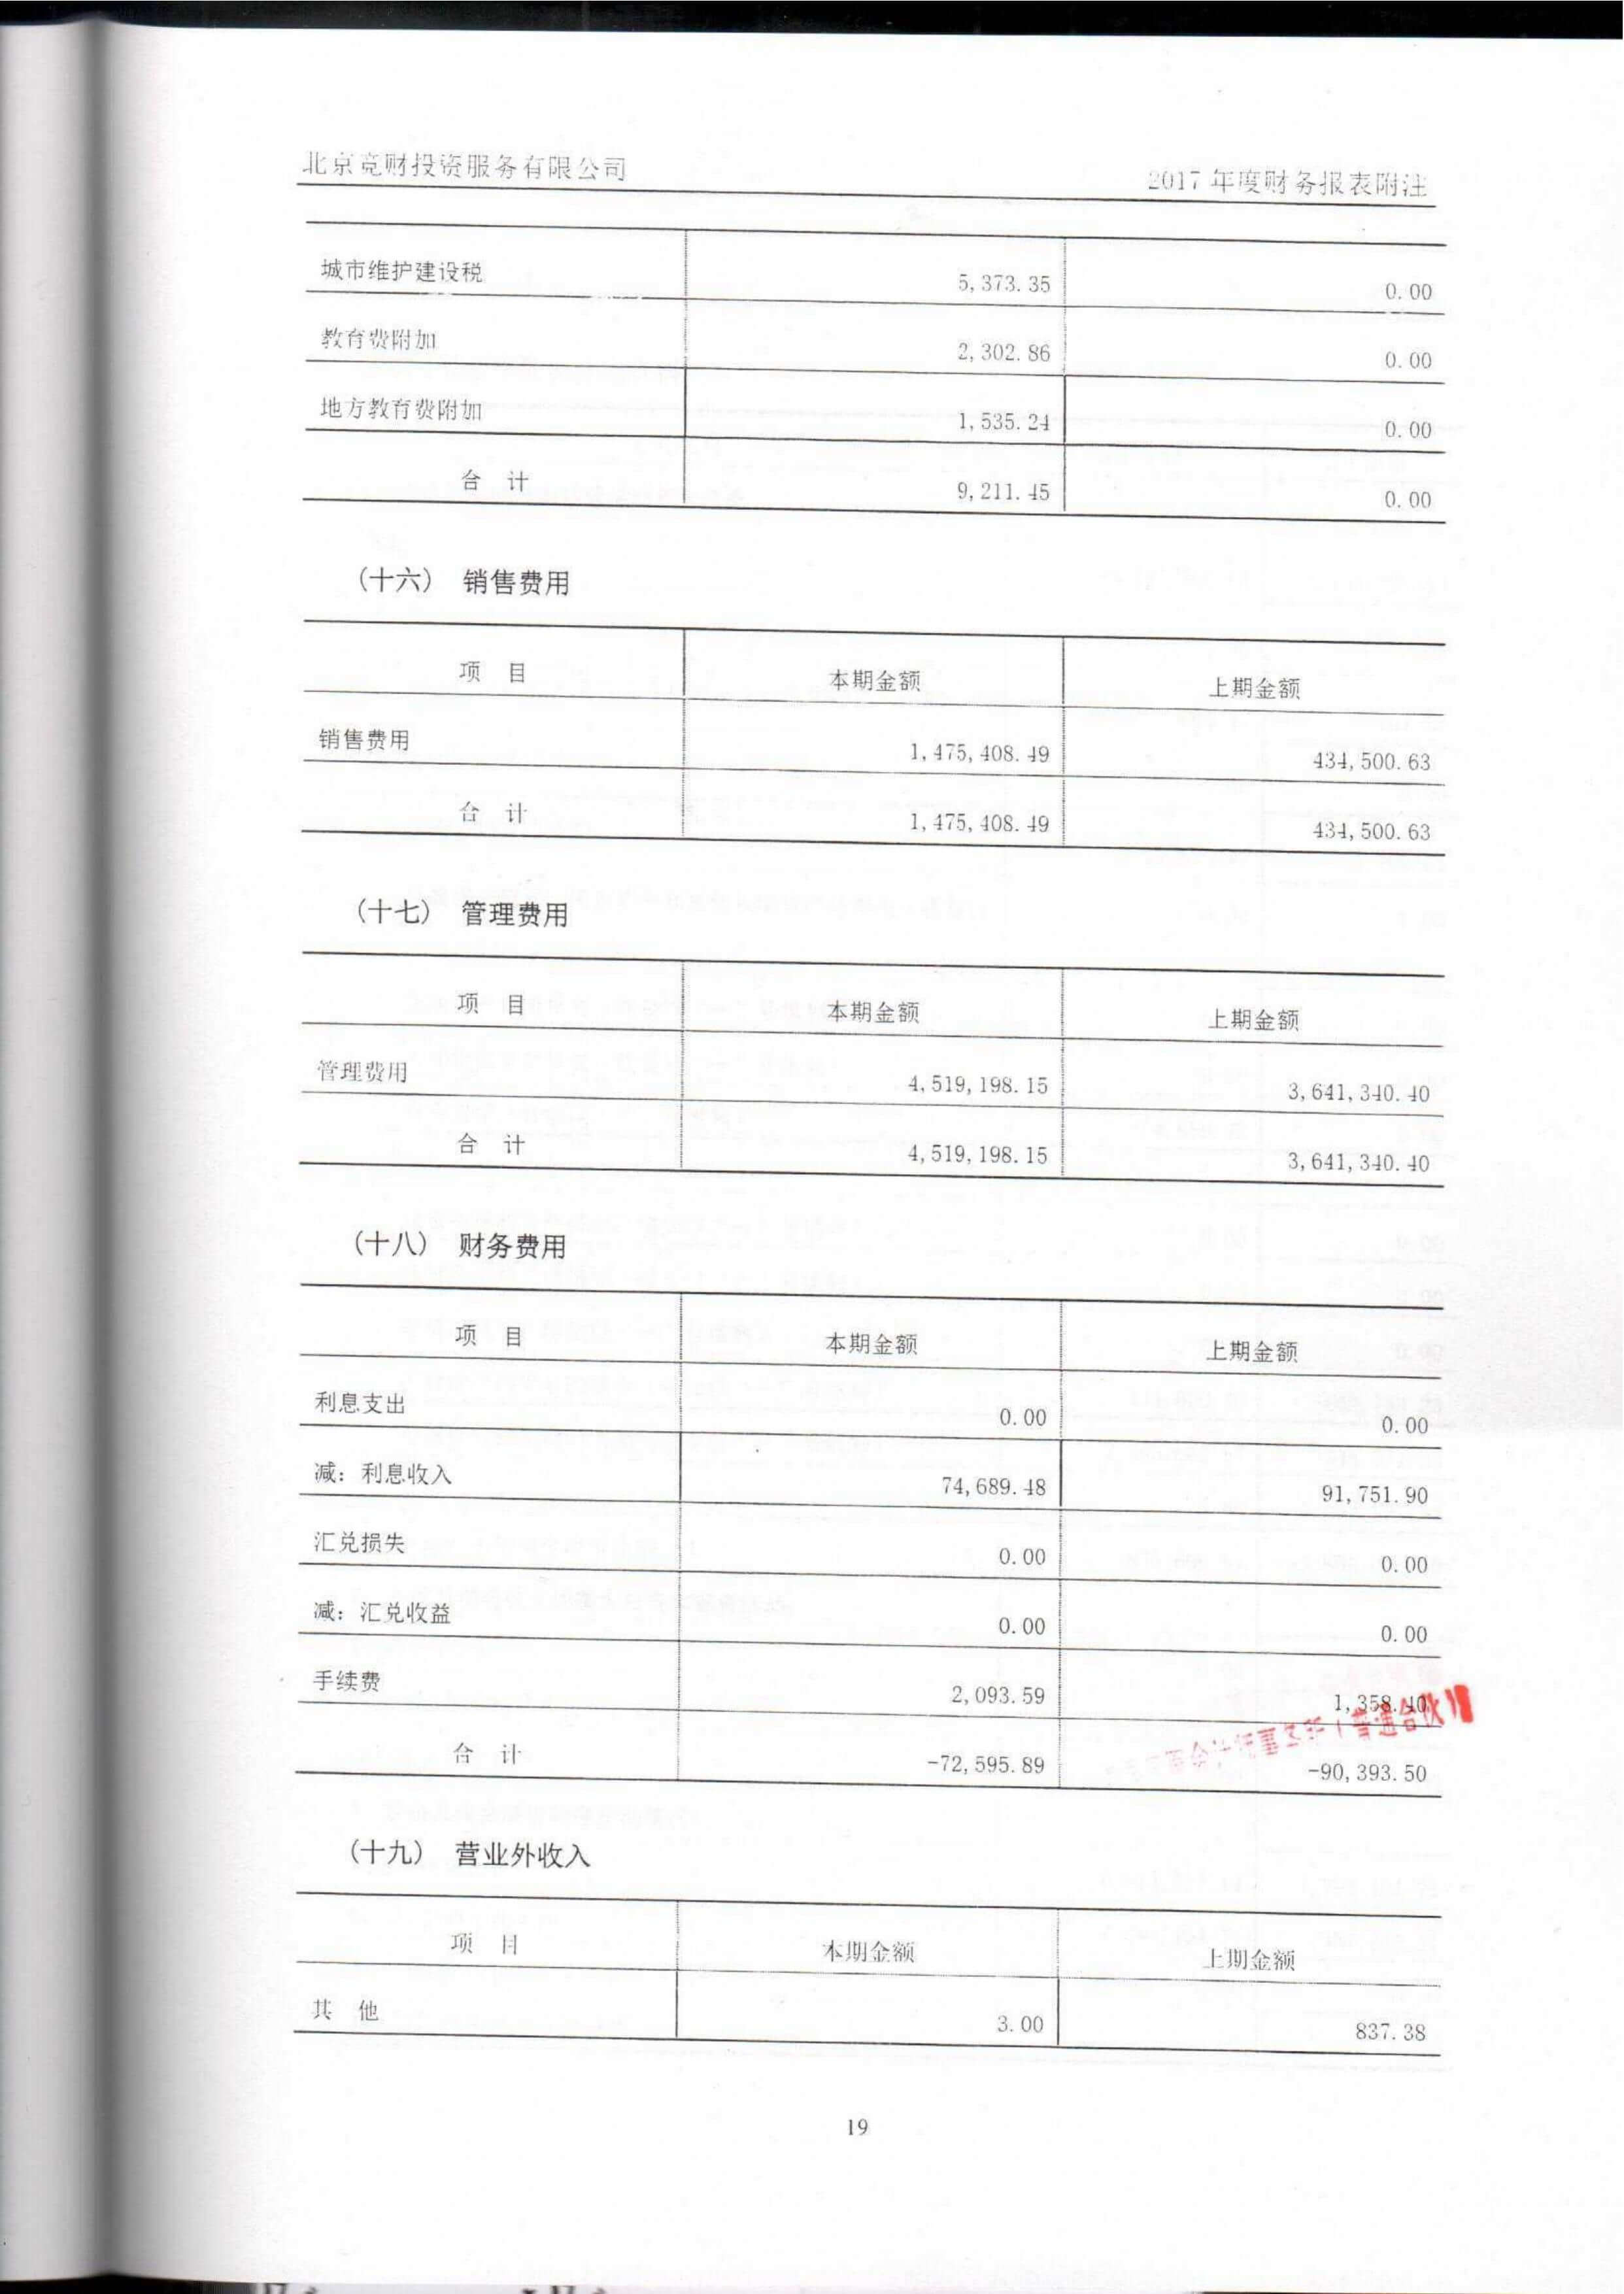 北京竞财投资服务有限公司 2017 年度财务报表附注
城市维护建设税 5,373.35 0.00
教育费附加 2,302.86 0.00
地方教育费附加 1,535.24 0.00
合 计 9,211.45 0.00
(十六) 销售费用
项 目 本期金额 上期金额
销售费用 1,475,408.49 434,500.63
合 计 1,475,408.49 434,500.63
(十七) 管理费用
项 目 本期金额 上期金额
管理费用 4,519,198.15 3,641,340.40
合 计 4,519,198.15 3,641,340.40
(十八) 财务费用
项 目 本期金额 上期金额
利息支出 0.00 0.00
减：利息收入 74,689.48 91,751.90
汇兑损失 0.00 0.00
减：汇兑收益 0.00 0.00
手续费 2,093.59 1,358.40
会计师事务所（普通合伙）
合 计 -72,595.89 -90,393.50
(十九) 营业外收入
项 目 本期金额 上期金额
其 他 3.00 837.38
19